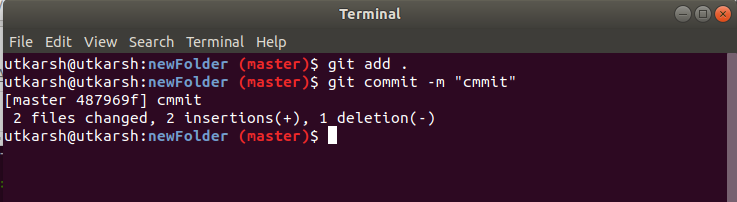 Terminal
File Edit View Search Terminal Help
utkarsh@utkarsh:newFolder (master)$ git add .
utkarsh@utkarsh:newFolder (master)$ git commit -m "cmmit"
[master 487969f] cmmit
 2 files changed, 2 insertions(+), 1 deletion(-)
utkarsh@utkarsh:newFolder (master)$